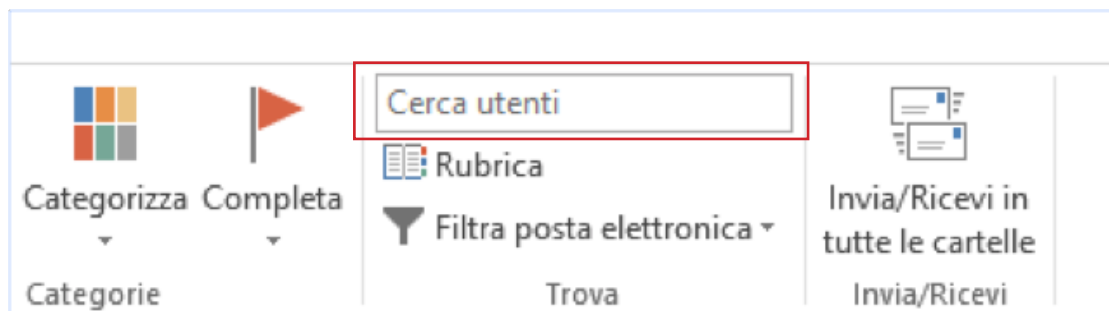 Cerca utenti
Rubrica
Categorizza Completa
Filtra posta elettronica
Invia/Ricevi in
tutte le cartelle
Categorie
Trova
Invia/Ricevi